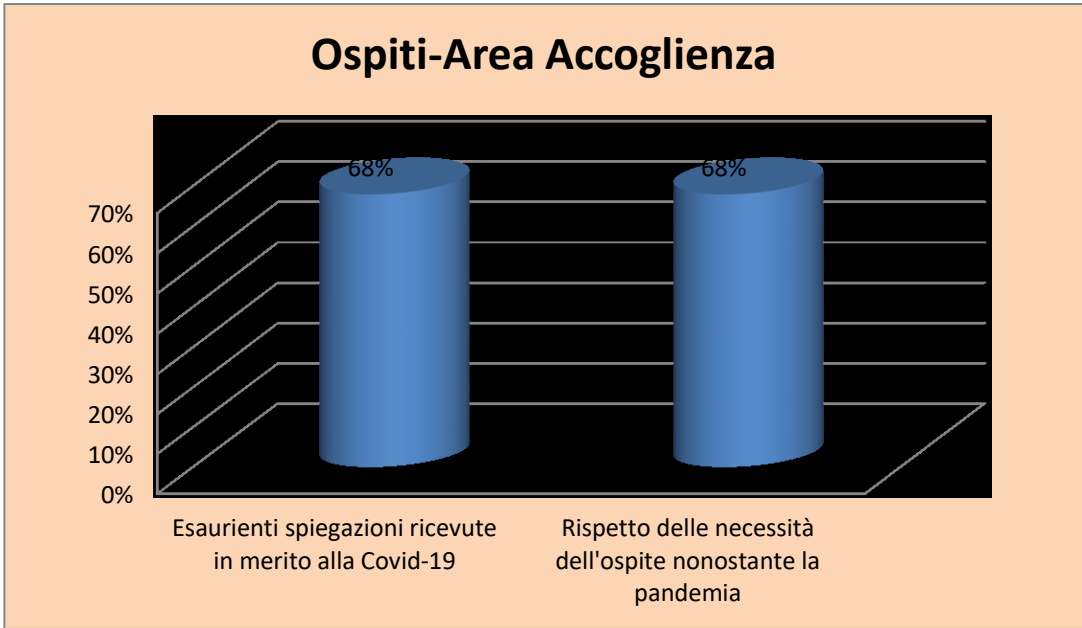 Ospiti-Area Accoglienza
68%
68%
70%
60%
50%
40%
30%
20%
10%
0%
Esaurienti spiegazioni ricevute
in merito alla Covid-19
Rispetto delle necessità
dell'ospite nonostante la
pandemia